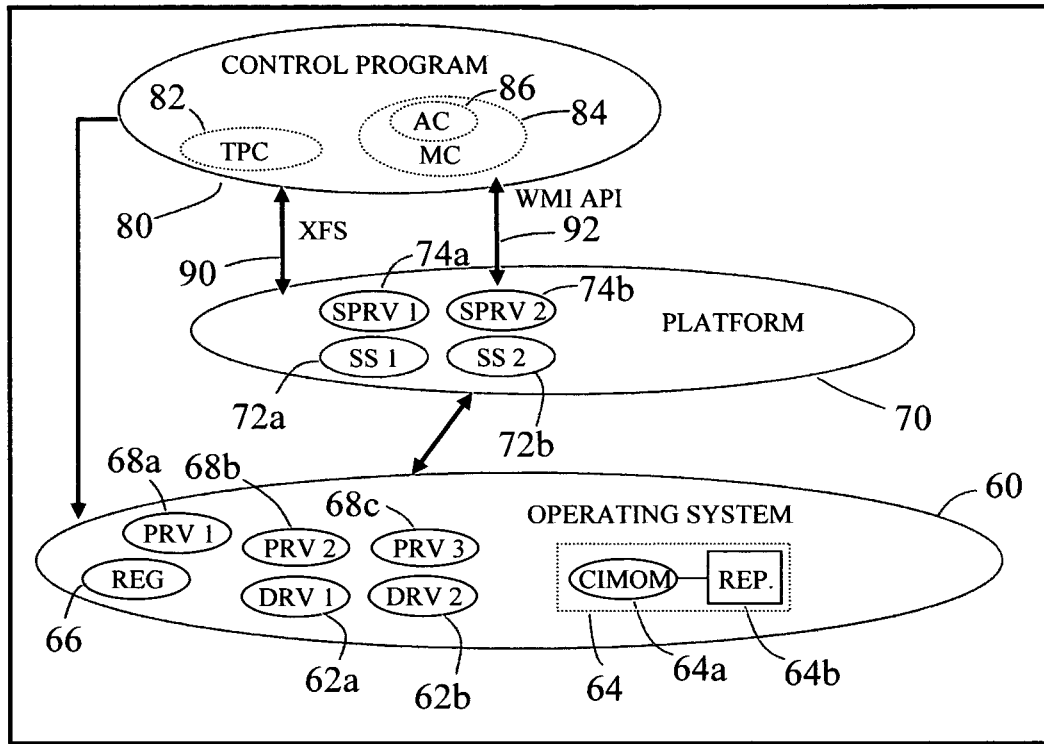 CONTROL PROGRAM
82
86
84
AC
TPC
MC
80
XFS
WMI API
90
92
74a
74b
SPRV 1
SPRV 2
PLATFORM
SS 1
SS 2
72a
72b
70
68a
68b
68c
60
OPERATING SYSTEM
PRV 1
PRV 2
PRV 3
REG
CIMOM
REP.
DRV 1
DRV 2
66
62a
62b
64
64a
64b